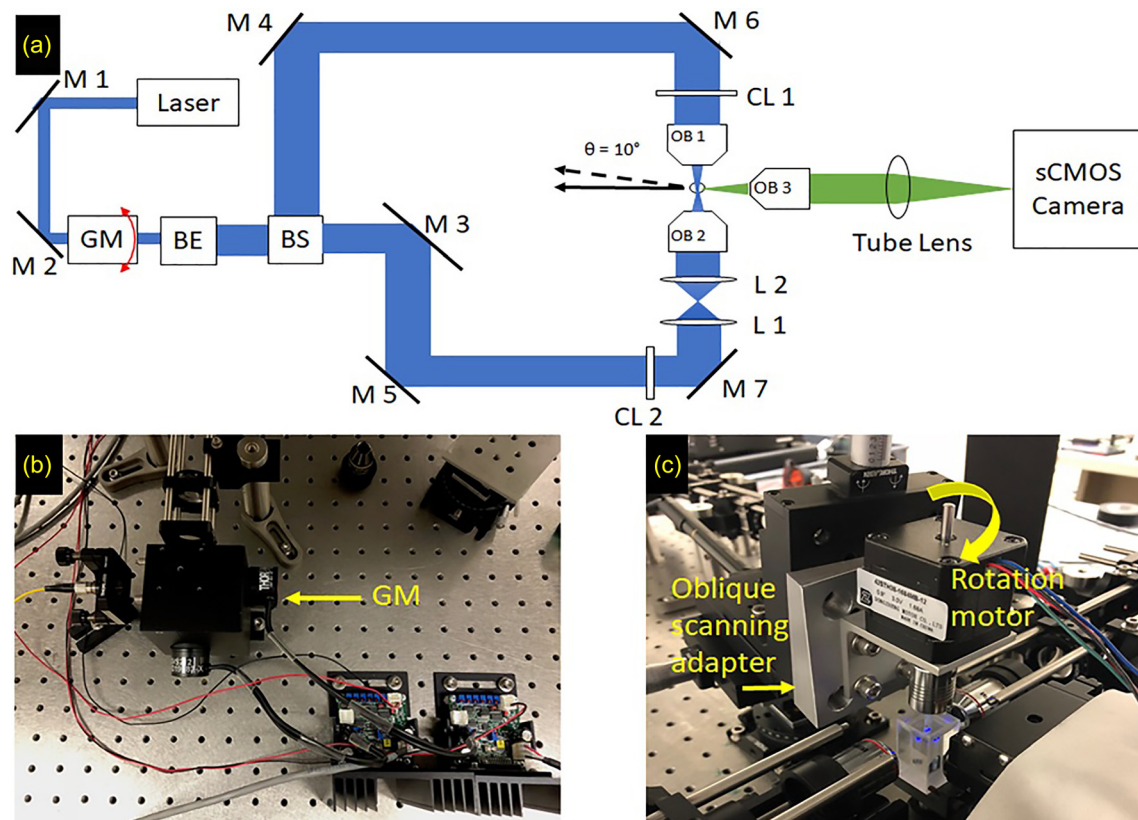 (a)
M 1
Laser
M 2
GM
BE
BS
M 4
M 3
M 5
M 6
CL 1
OB 1
θ = 10°
OB 3
OB 2
L 2
L 1
M 7
CL 2
Tube Lens
sCMOS
Camera
(b)
GM
(c)
Oblique
scanning
adapter
Rotation
motor
THORLABS